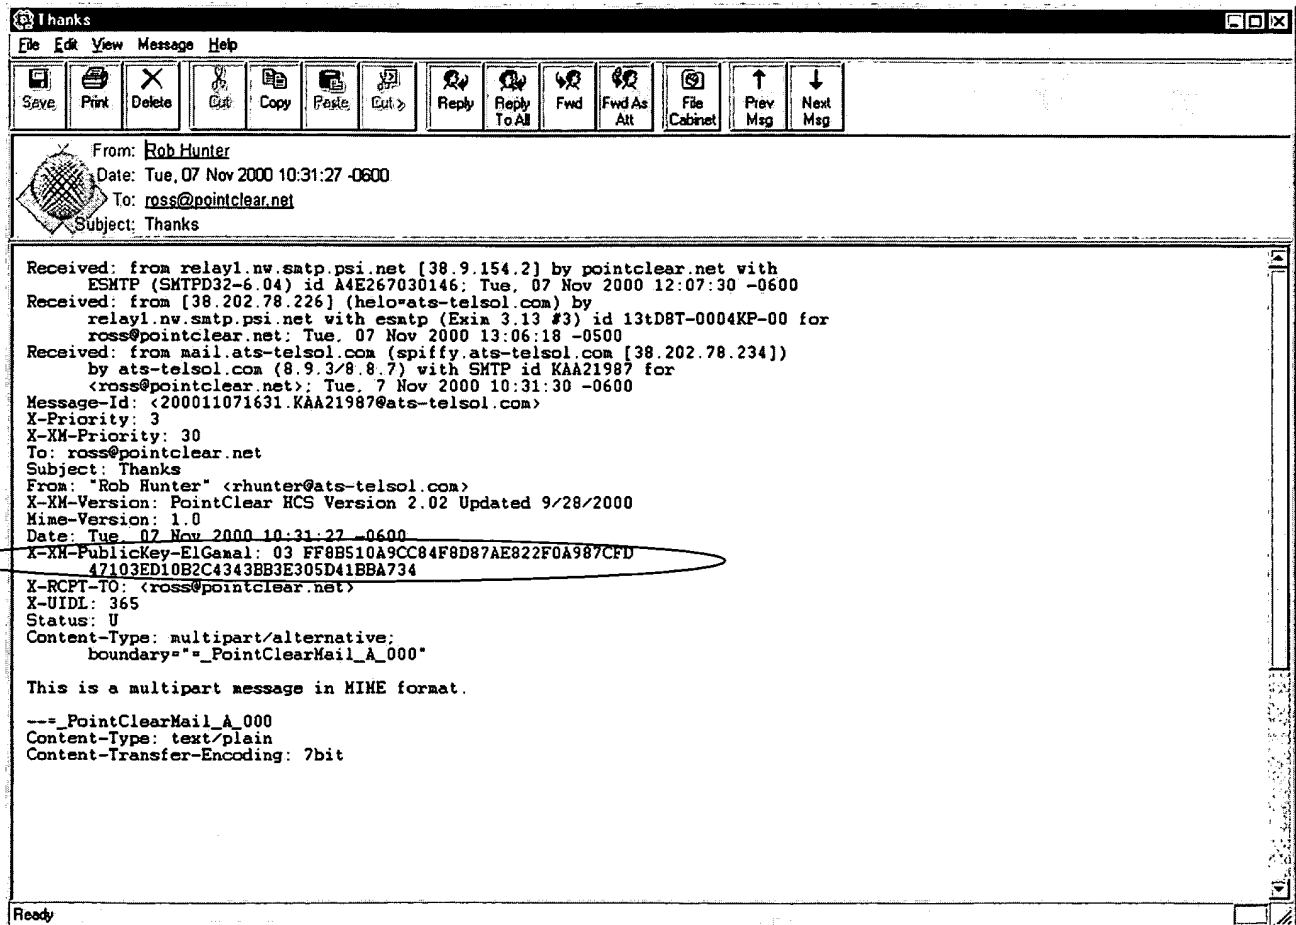 Thanks
File Edit View Message Help
Save Print Delete Cut Copy Paste Cut > Reply Reply To All Fwd Fwd As Att File Cabinet Prev Msg Next Msg
From: Rob Hunter
Date: Tue, 07 Nov 2000 10:31:27 -0600
To: ross@pointclear.net
Subject: Thanks
Received: from relay1.nw.smtp.psi.net [38.9.154.2] by pointclear.net with
ESMTP (SMTPD32-6.04) id A4E267030146; Tue, 07 Nov 2000 12:07:30 -0600
Received: from [38.202.78.226] (helo=ats-telsol.com) by
relay1.nw.smtp.psi.net with esmtp (Exim 3.13 #3) id 13tD8T-0004KP-00 for
ross@pointclear.net; Tue, 07 Nov 2000 13:06:18 -0500
Received: from mail.ats-telsol.com (spiffy.ats-telsol.com [38.202.78.234])
by ats-telsol.com (8.9.3/8.8.7) with SMTP id KAA21987 for
<ross@pointclear.net>; Tue, 7 Nov 2000 10:31:30 -0600
Message-Id: <200011071631.KAA21987@ats-telsol.com>
X-Priority: 3
X-XM-Priority: 30
To: ross@pointclear.net
Subject: Thanks
From: "Rob Hunter" <rhunter@ats-telsol.com>
X-XM-Version: PointClear HCS Version 2.02 Updated 9/28/2000
Mime-Version: 1.0
Date: Tue, 07 Nov 2000 10:31:27 -0600
X-XM-PublicKey-ElGamal: 03 FF8B510A9CC84F8D87AE822F0A987CFD
47103ED10B2C4343BB3E305D41BBA734
X-RCPT-TO: <ross@pointclear.net>
X-UIDL: 365
Status: U
Content-Type: multipart/alternative;
boundary="=_PointClearMail_A_000"
This is a multipart message in MIME format.
--=_PointClearMail_A_000
Content-Type: text/plain
Content-Transfer-Encoding: 7bit
Ready